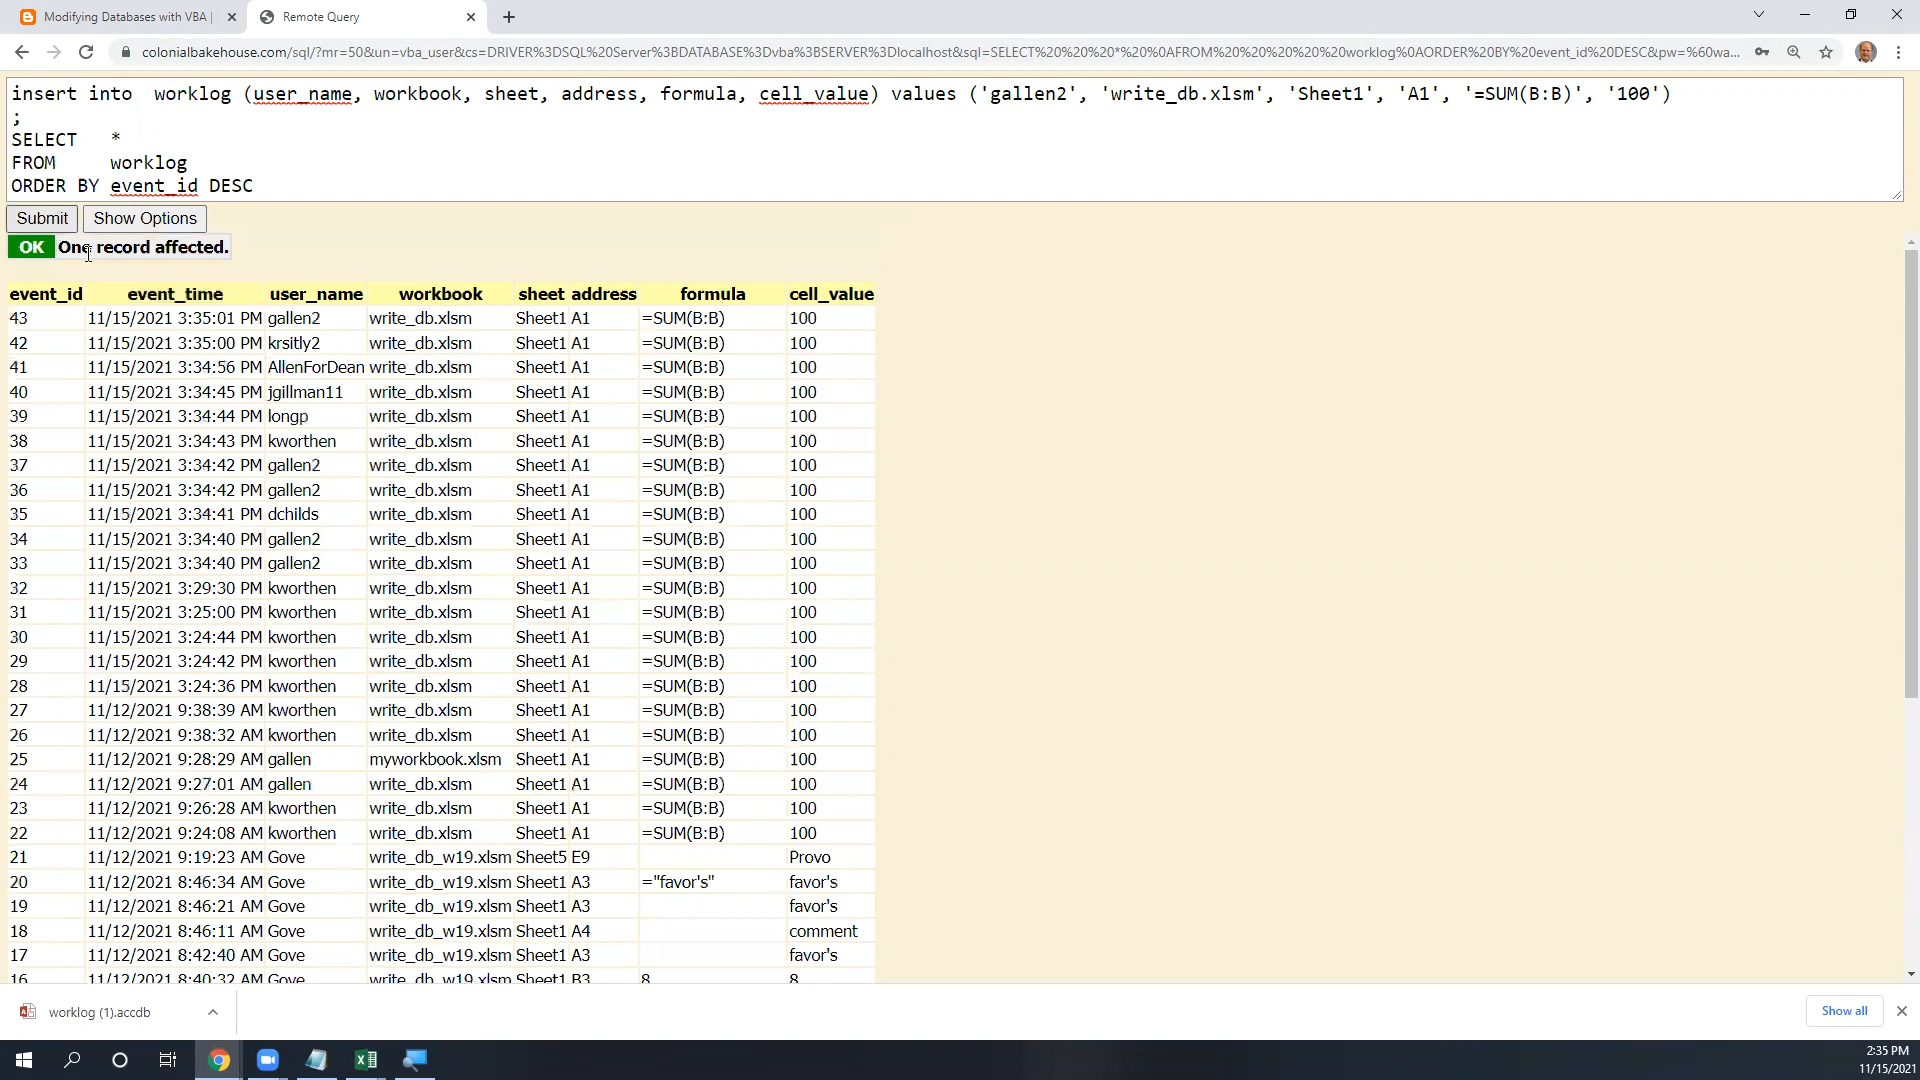 Modifying Databases with VBA |
Remote Query
colonialbakehouse.com/sql/?mr=50&un=vba_user&cs=DRIVER%3DSQL%20Server%3BDATABASE%3Dvba%3BSERVER%3Dlocalhost&sql=SELECT%20%20%20*%20%0AFROM%20%20%20%20%20worklog%0AORDER%20BY%20event_id%20DESC&pw=%60wa...
insert into  worklog (user_name, workbook, sheet, address, formula, cell_value) values ('gallen2', 'write_db.xlsm', 'Sheet1', 'A1', '=SUM(B:B)', '100')
;
SELECT   *
FROM     worklog
ORDER BY event_id DESC
Submit Show Options
OK One record affected.
event_id event_time user_name workbook sheet address formula cell_value
43 11/15/2021 3:35:01 PM gallen2 write_db.xlsm Sheet1 A1 =SUM(B:B) 100
42 11/15/2021 3:35:00 PM krsitly2 write_db.xlsm Sheet1 A1 =SUM(B:B) 100
41 11/15/2021 3:34:56 PM AllenForDean write_db.xlsm Sheet1 A1 =SUM(B:B) 100
40 11/15/2021 3:34:45 PM jgillman11 write_db.xlsm Sheet1 A1 =SUM(B:B) 100
39 11/15/2021 3:34:44 PM longp write_db.xlsm Sheet1 A1 =SUM(B:B) 100
38 11/15/2021 3:34:43 PM kworthen write_db.xlsm Sheet1 A1 =SUM(B:B) 100
37 11/15/2021 3:34:42 PM gallen2 write_db.xlsm Sheet1 A1 =SUM(B:B) 100
36 11/15/2021 3:34:42 PM gallen2 write_db.xlsm Sheet1 A1 =SUM(B:B) 100
35 11/15/2021 3:34:41 PM dchilds write_db.xlsm Sheet1 A1 =SUM(B:B) 100
34 11/15/2021 3:34:40 PM gallen2 write_db.xlsm Sheet1 A1 =SUM(B:B) 100
33 11/15/2021 3:34:40 PM gallen2 write_db.xlsm Sheet1 A1 =SUM(B:B) 100
32 11/15/2021 3:29:30 PM kworthen write_db.xlsm Sheet1 A1 =SUM(B:B) 100
31 11/15/2021 3:25:00 PM kworthen write_db.xlsm Sheet1 A1 =SUM(B:B) 100
30 11/15/2021 3:24:44 PM kworthen write_db.xlsm Sheet1 A1 =SUM(B:B) 100
29 11/15/2021 3:24:42 PM kworthen write_db.xlsm Sheet1 A1 =SUM(B:B) 100
28 11/15/2021 3:24:36 PM kworthen write_db.xlsm Sheet1 A1 =SUM(B:B) 100
27 11/12/2021 9:38:39 AM kworthen write_db.xlsm Sheet1 A1 =SUM(B:B) 100
26 11/12/2021 9:38:32 AM kworthen write_db.xlsm Sheet1 A1 =SUM(B:B) 100
25 11/12/2021 9:28:29 AM gallen myworkbook.xlsm Sheet1 A1 =SUM(B:B) 100
24 11/12/2021 9:27:01 AM gallen write_db.xlsm Sheet1 A1 =SUM(B:B) 100
23 11/12/2021 9:26:28 AM kworthen write_db.xlsm Sheet1 A1 =SUM(B:B) 100
22 11/12/2021 9:24:08 AM kworthen write_db.xlsm Sheet1 A1 =SUM(B:B) 100
21 11/12/2021 9:19:23 AM Gove write_db_w19.xlsm Sheet5 E9 Provo
20 11/12/2021 8:46:34 AM Gove write_db_w19.xlsm Sheet1 A3 ="favor's" favor's
19 11/12/2021 8:46:21 AM Gove write_db_w19.xlsm Sheet1 A3 favor's
18 11/12/2021 8:46:11 AM Gove write_db_w19.xlsm Sheet1 A4 comment
17 11/12/2021 8:42:40 AM Gove write_db_w19.xlsm Sheet1 A3 favor's
16 11/12/2021 8:40:32 AM Gove write_db_w19.xlsm Sheet1 B3 8 8
worklog (1).accdb
Show all
2:35 PM
11/15/2021